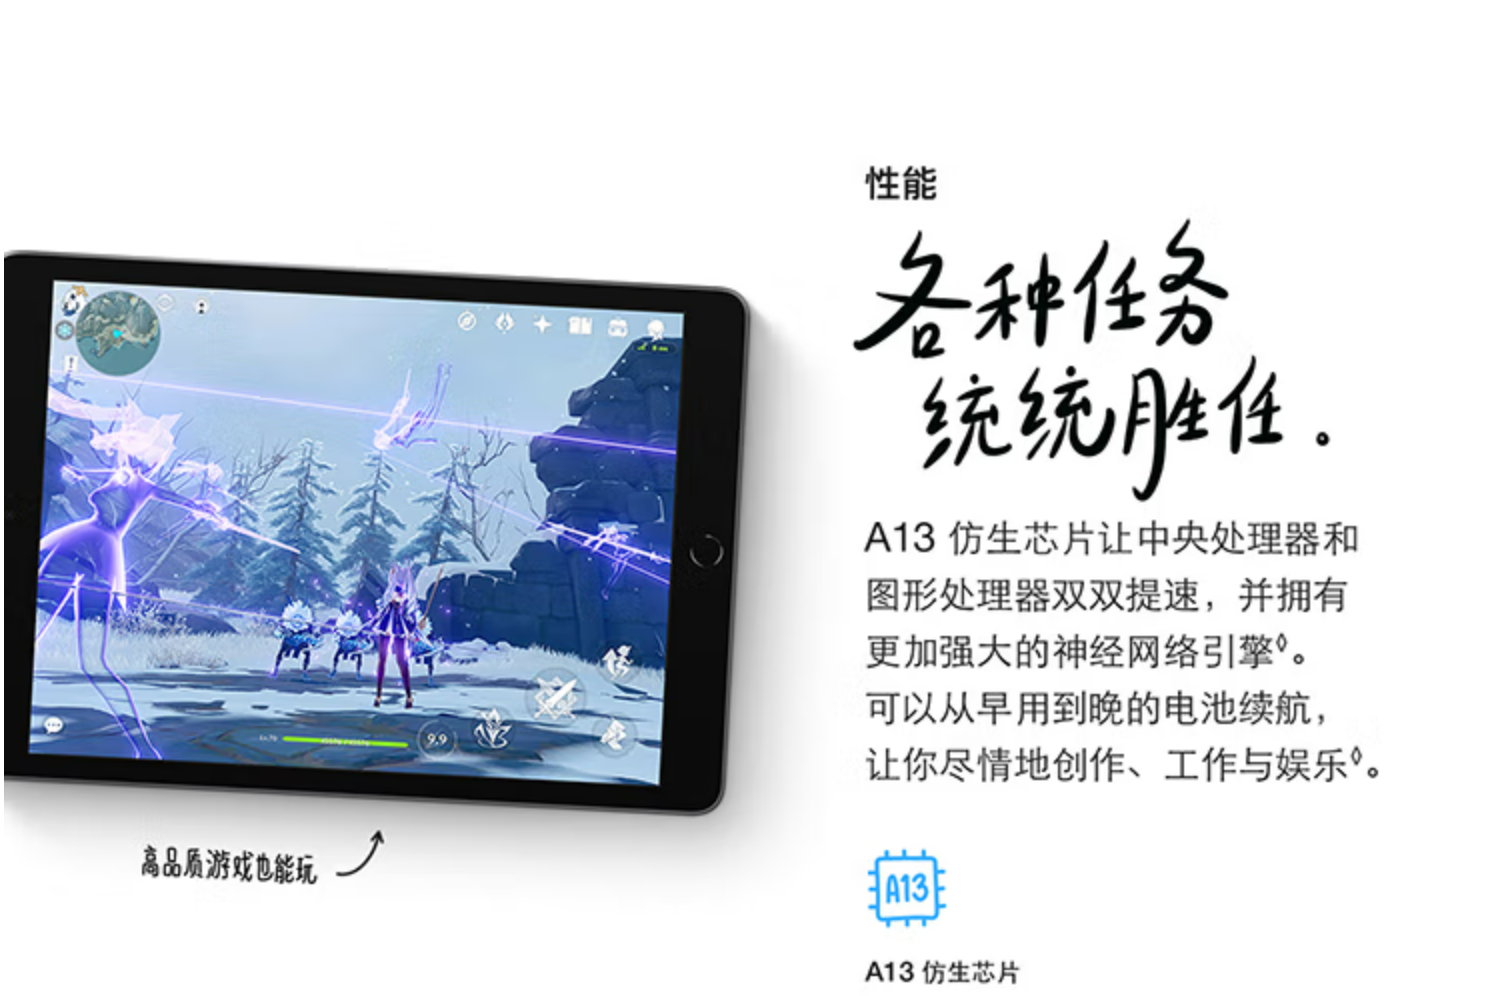 性能
各种任务
统统胜任。
A13 仿生芯片让中央处理器和
图形处理器双双提速，并拥有
更加强大的神经网络引擎◊。
可以从早用到晚的电池续航，
让你尽情地创作、工作与娱乐◊。
9.9
高品质游戏也能玩
A13
A13 仿生芯片